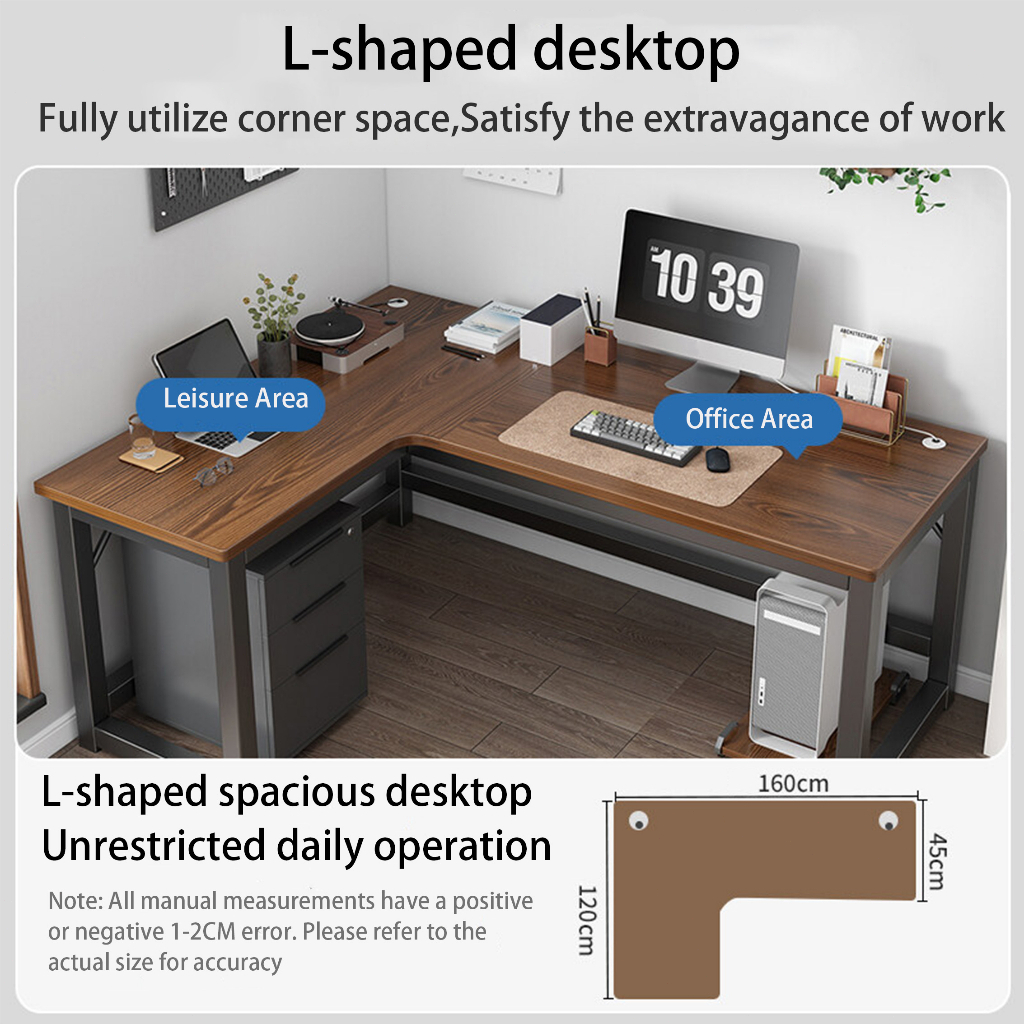 L-shaped desktop
Fully utilize corner space,Satisfy the extravagance of work
AM
10 39
ARCHITECTURAL
Leisure Area
Office Area
L-shaped spacious desktop
Unrestricted daily operation
Note: All manual measurements have a positive
or negative 1-2CM error. Please refer to the
actual size for accuracy
160cm
45cm
120cm